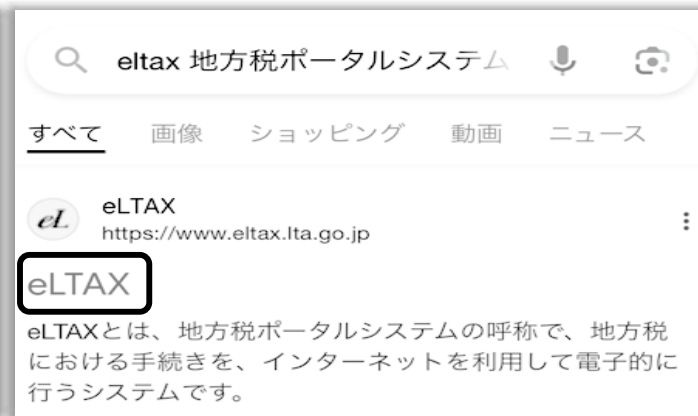 eltax 地方税ポータルシステム
すべて 画像 ショッピング 動画 ニュース
eL eLTAX
https://www.eltax.lta.go.jp
eLTAX
eLTAXとは、地方税ポータルシステムの呼称で、地方税
における手続きを、インターネットを利用して電子的に
行うシステムです。